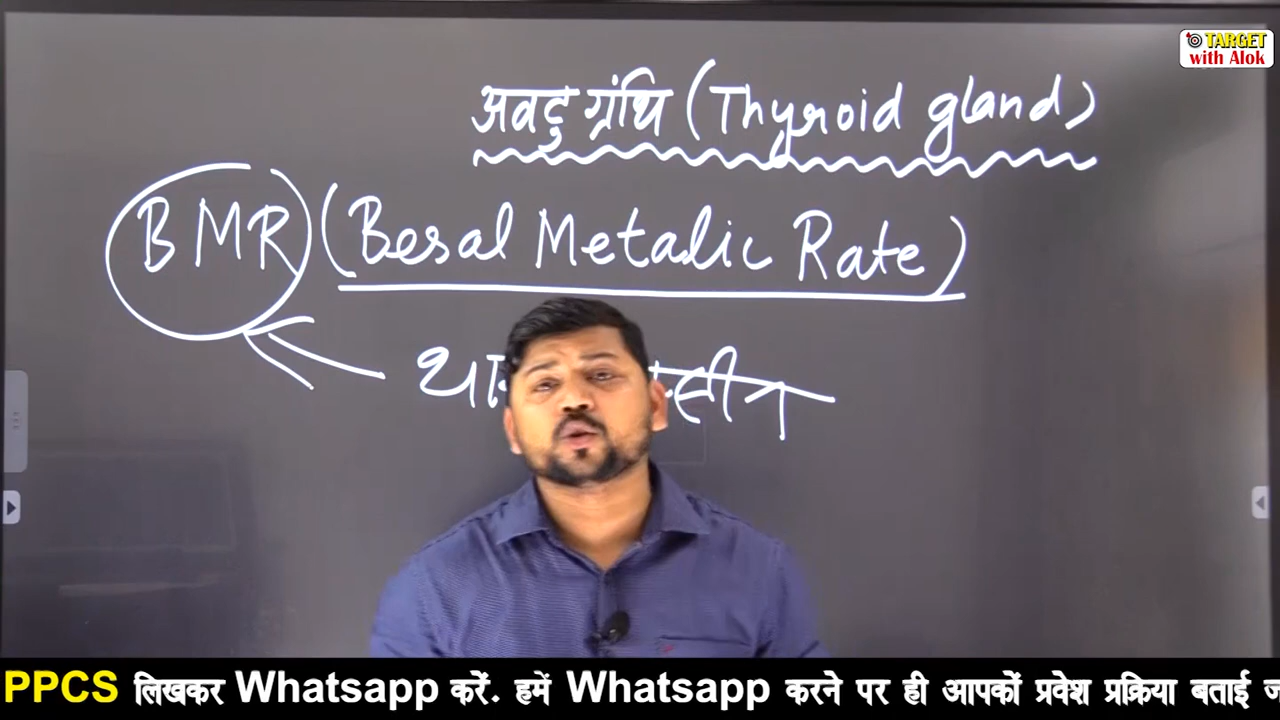 TARGET
with Alok
अवटु ग्रंथि (Thyroid gland)
BMR (Besal Metalic Rate)
PPCS लिखकर Whatsapp करें. हमें Whatsapp करने पर ही आपकों प्रवेश प्रक्रिया बताई